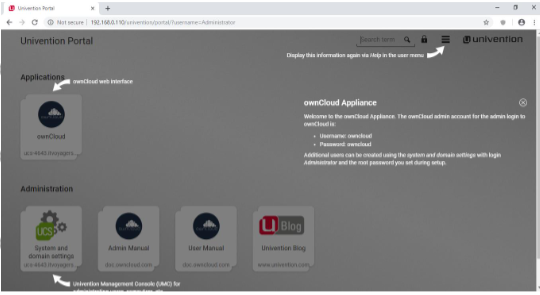 Univention Portal
Not secure | 192.168.0.110/univention/portal/?username=Administrator
Univention Portal
Search term
univention
Display this information again via Help in the user menu
Applications
ownCloud web interface
ownCloud
ownCloud Appliance
Welcome to the ownCloud Appliance. The ownCloud admin account for the admin login to
ownCloud is:
• Username: owncloud
• Password: owncloud
Additional users can be created using the system and domain settings with login
Administrator and the root password you set during setup.
Administration
UCS
System and
domain settings
Admin Manual
doc.owncloud.com
User Manual
doc.owncloud.com
Blog
Univention Blog
www.univention.com
Univention Management Console (UMC) for